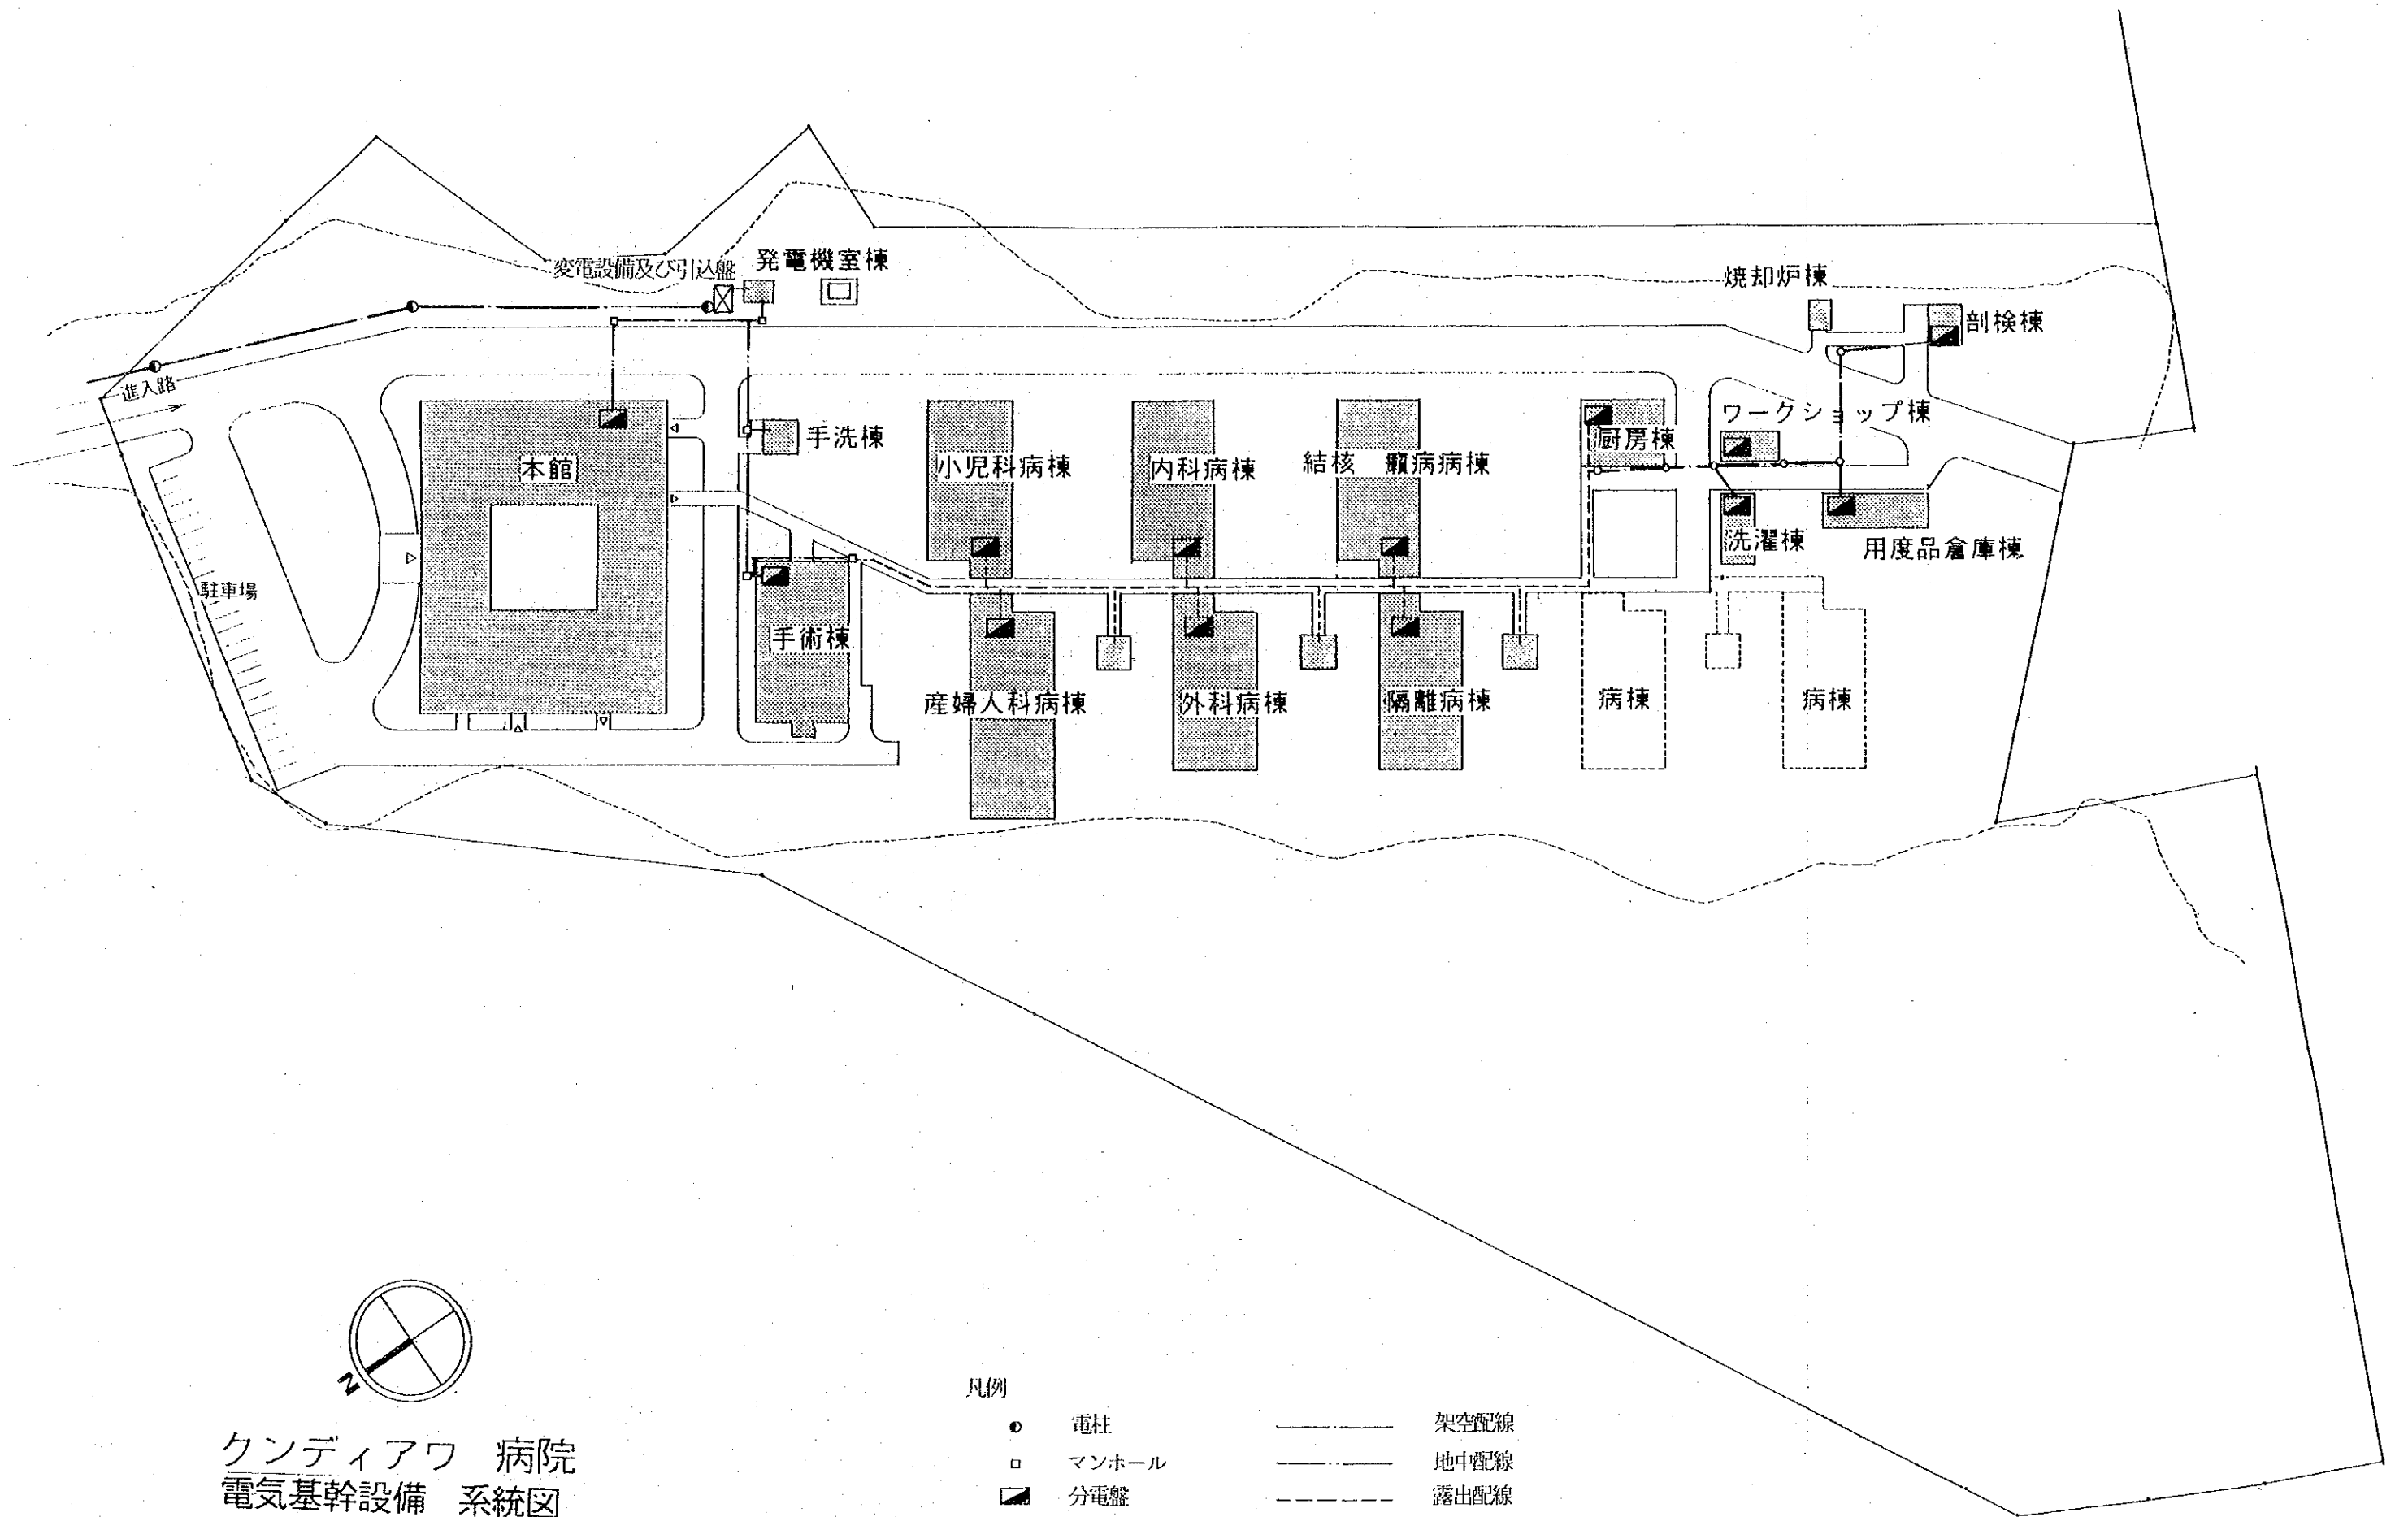 変電設備及び引込盤
発電機室棟
焼却炉棟
剖検棟
進入路
ワークショップ棟
手洗棟
厨房棟
本館
小児科病棟
内科病棟
結核 癩病病棟
洗濯棟
用度品倉庫棟
駐車場
手術棟
産婦人科病棟
外科病棟
隔離病棟
病棟
病棟
N
クンディアワ 病院
電気基幹設備 系統図
凡例
電柱
架空配線
マンホール
地中配線
分電盤
露出配線